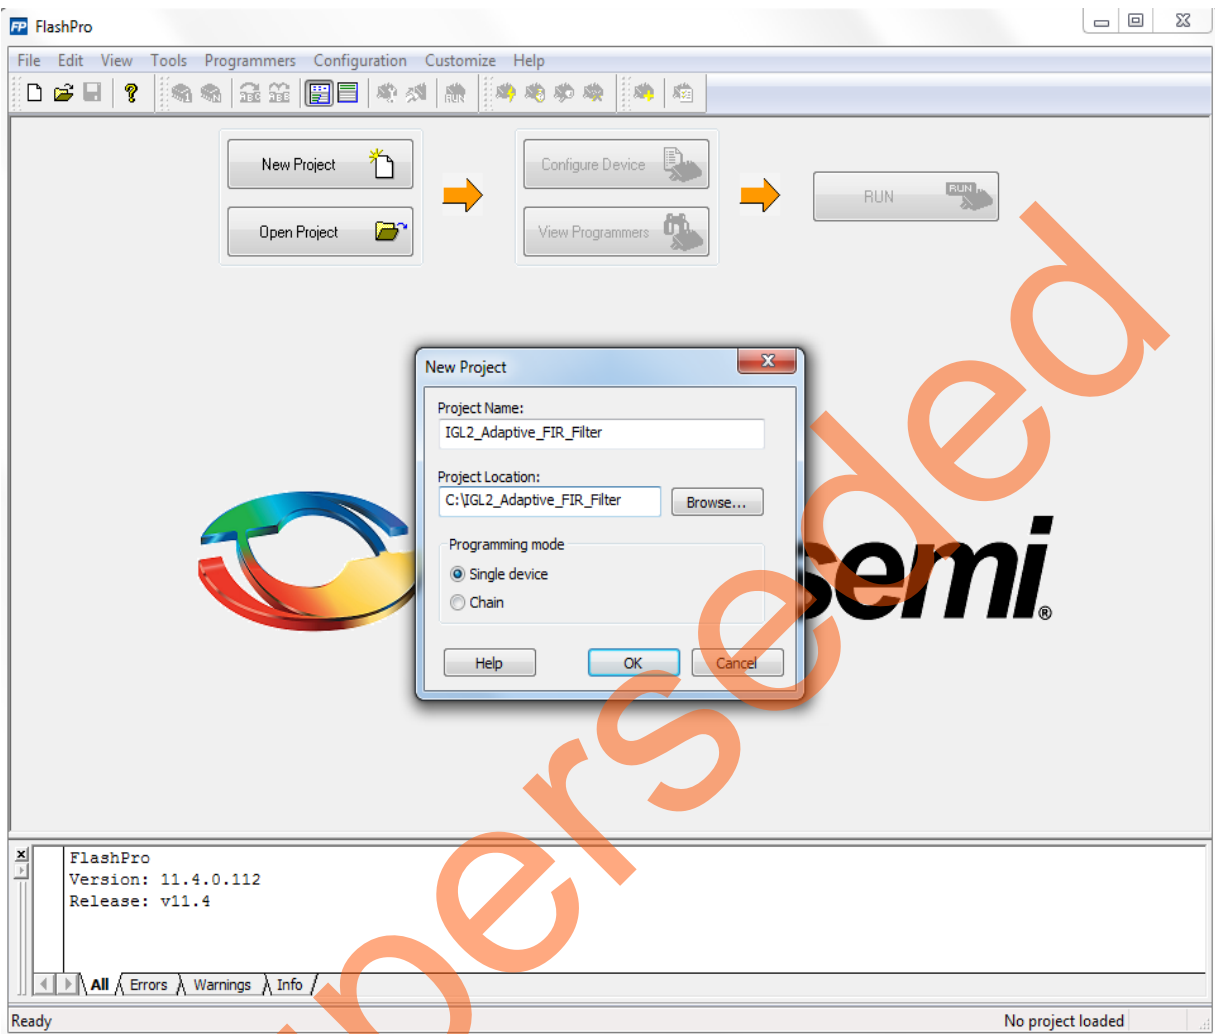 FP FlashPro
File Edit View Tools Programmers Configuration Customize Help
New Project
Configure Device
RUN
RUN
Open Project
View Programmers
New Project
Project Name:
IGL2_Adaptive_FIR_Filter
Project Location:
C:\IGL2_Adaptive_FIR_Filter
Browse...
Programming mode
Single device
Chain
Help OK Cancel
semi®
FlashPro
Version: 11.4.0.112
Release: v11.4
All Errors Warnings Info
Ready
No project loaded
perseded